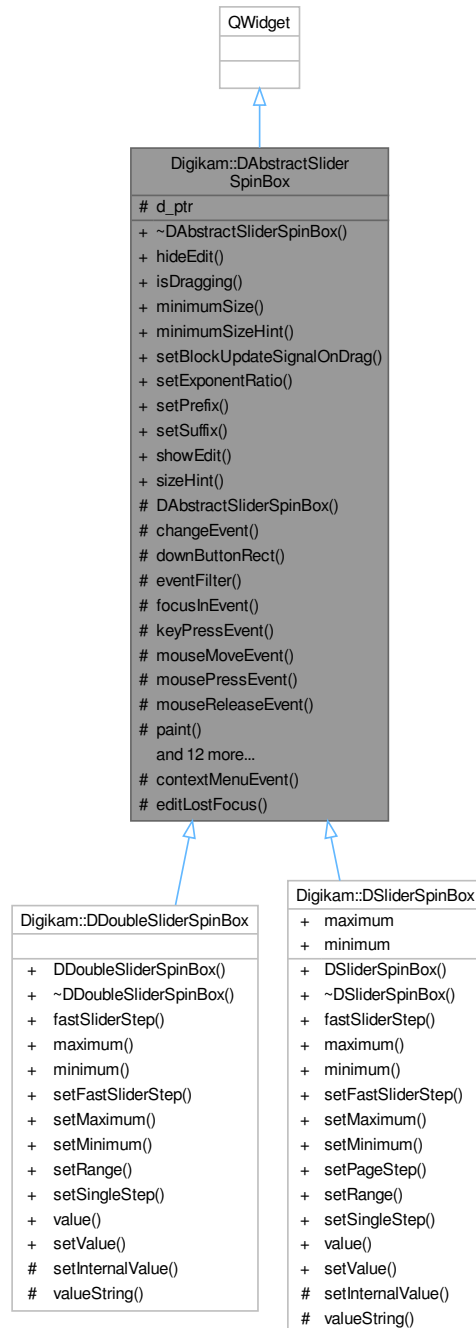 QWidget
Digikam::DAbstractSlider
SpinBox
# d_ptr
+ ~DAbstractSliderSpinBox()
+ hideEdit()
+ isDragging()
+ minimumSize()
+ minimumSizeHint()
+ setBlockUpdateSignalOnDrag()
+ setExponentRatio()
+ setPrefix()
+ setSuffix()
+ showEdit()
+ sizeHint()
# DAbstractSliderSpinBox()
# changeEvent()
# downButtonRect()
# eventFilter()
# focusInEvent()
# keyPressEvent()
# mouseMoveEvent()
# mousePressEvent()
# mouseReleaseEvent()
# paint()
and 12 more...
# contextMenuEvent()
# editLostFocus()
Digikam::DDoubleSliderSpinBox
+ DDoubleSliderSpinBox()
+ ~DDoubleSliderSpinBox()
+ fastSliderStep()
+ maximum()
+ minimum()
+ setFastSliderStep()
+ setMaximum()
+ setMinimum()
+ setRange()
+ setSingleStep()
+ value()
+ setValue()
# setInternalValue()
# valueString()
Digikam::DSliderSpinBox
+ maximum
+ minimum
+ DSliderSpinBox()
+ ~DSliderSpinBox()
+ fastSliderStep()
+ maximum()
+ minimum()
+ setFastSliderStep()
+ setMaximum()
+ setMinimum()
+ setPageStep()
+ setRange()
+ setSingleStep()
+ value()
+ setValue()
# setInternalValue()
# valueString()